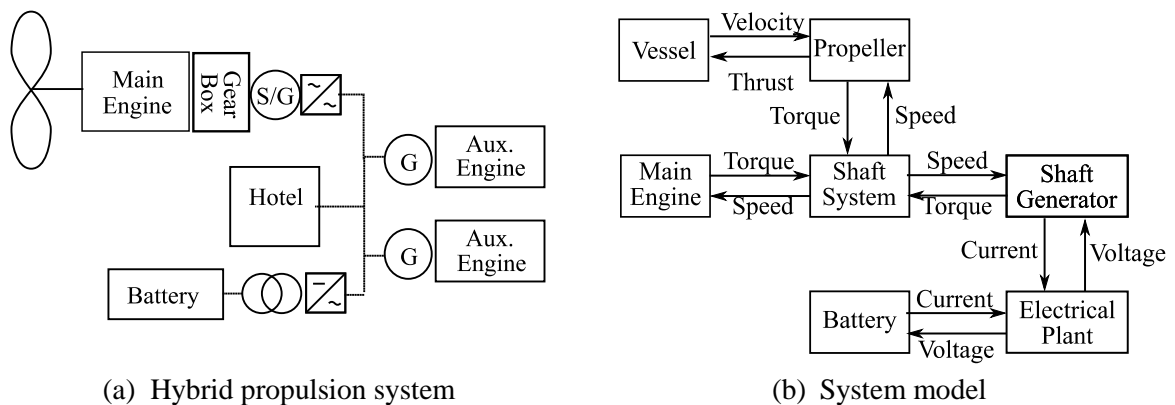 Main
Engine
Gear
Box
S/G
~
~
G
Aux.
Engine
Hotel
G
Aux.
Engine
Battery
−
~
(a) Hybrid propulsion system
Vessel
Velocity
Propeller
Thrust
Torque
Speed
Main
Engine
Torque
Speed
Shaft
System
Speed
Torque
Shaft
Generator
Current
Voltage
Battery
Current
Voltage
Electrical
Plant
(b) System model